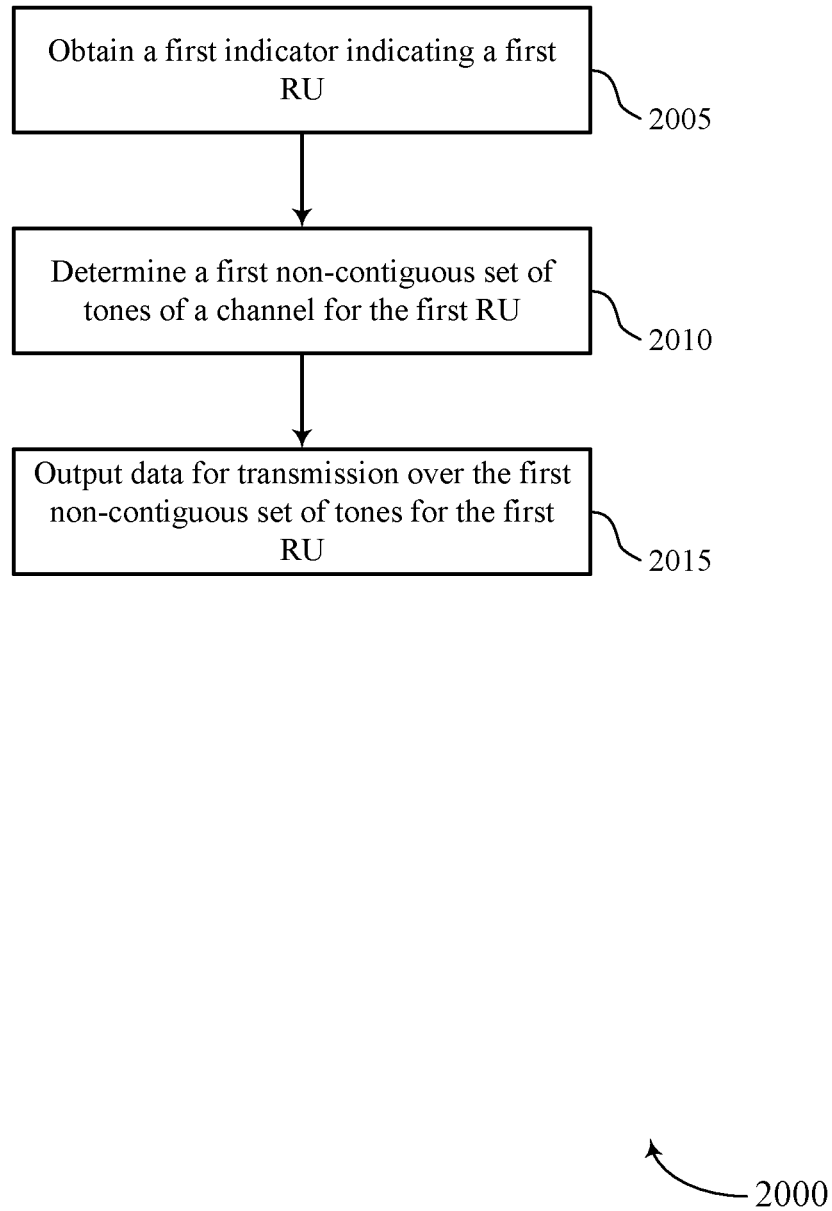 Obtain a first indicator indicating a first
RU
2005
Determine a first non-contiguous set of
tones of a channel for the first RU
2010
Output data for transmission over the first
non-contiguous set of tones for the first
RU
2015
2000